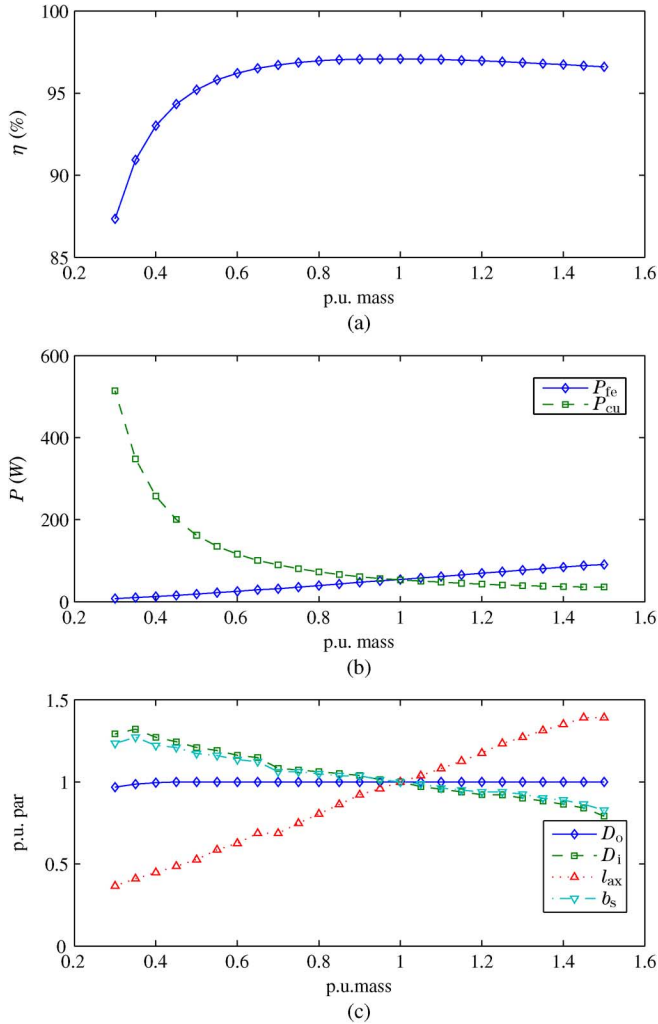 100
95
90
85
η (%)
0.2 0.4 0.6 0.8 1 1.2 1.4 1.6
p.u. mass
(a)
600
400
200
0
P (W)
P_fe
P_cu
0.2 0.4 0.6 0.8 1 1.2 1.4 1.6
p.u. mass
(b)
1.5
1
0.5
0
p.u. par
D_o
D_i
l_ax
b_s
0.2 0.4 0.6 0.8 1 1.2 1.4 1.6
p.u.mass
(c)